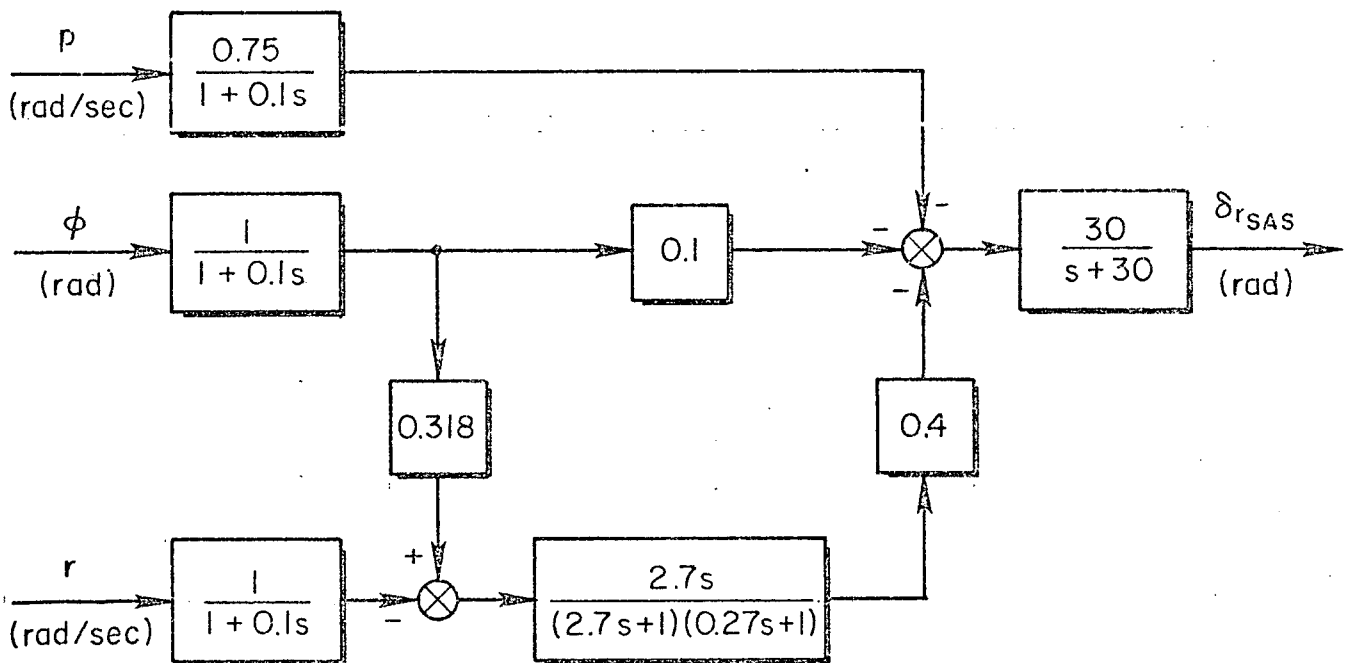 p
(rad/sec)
0.75
1 + 0.1s
-
ϕ
(rad)
1
1 + 0.1s
0.1
-
-
30
s + 30
δrSAS
(rad)
0.318
0.4
r
(rad/sec)
1
1 + 0.1s
+
-
2.7s
(2.7s+1)(0.27s+1)